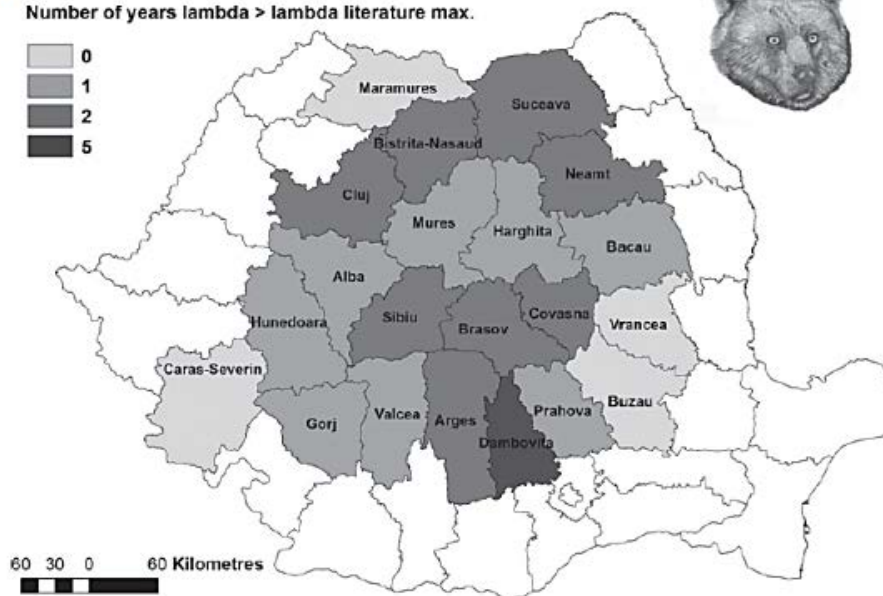 Number of years lambda > lambda literature max.
0
1
2
5
Maramures
Suceava
Bistrita-Nasaud
Neamt
Cluj
Mures
Harghita
Bacau
Alba
Hunedoara
Sibiu
Brasov
Covasna
Vrancea
Caras-Severin
Gorj
Valcea
Arges
Dambovita
Prahova
Buzau
60 30 0 60 Kilometres